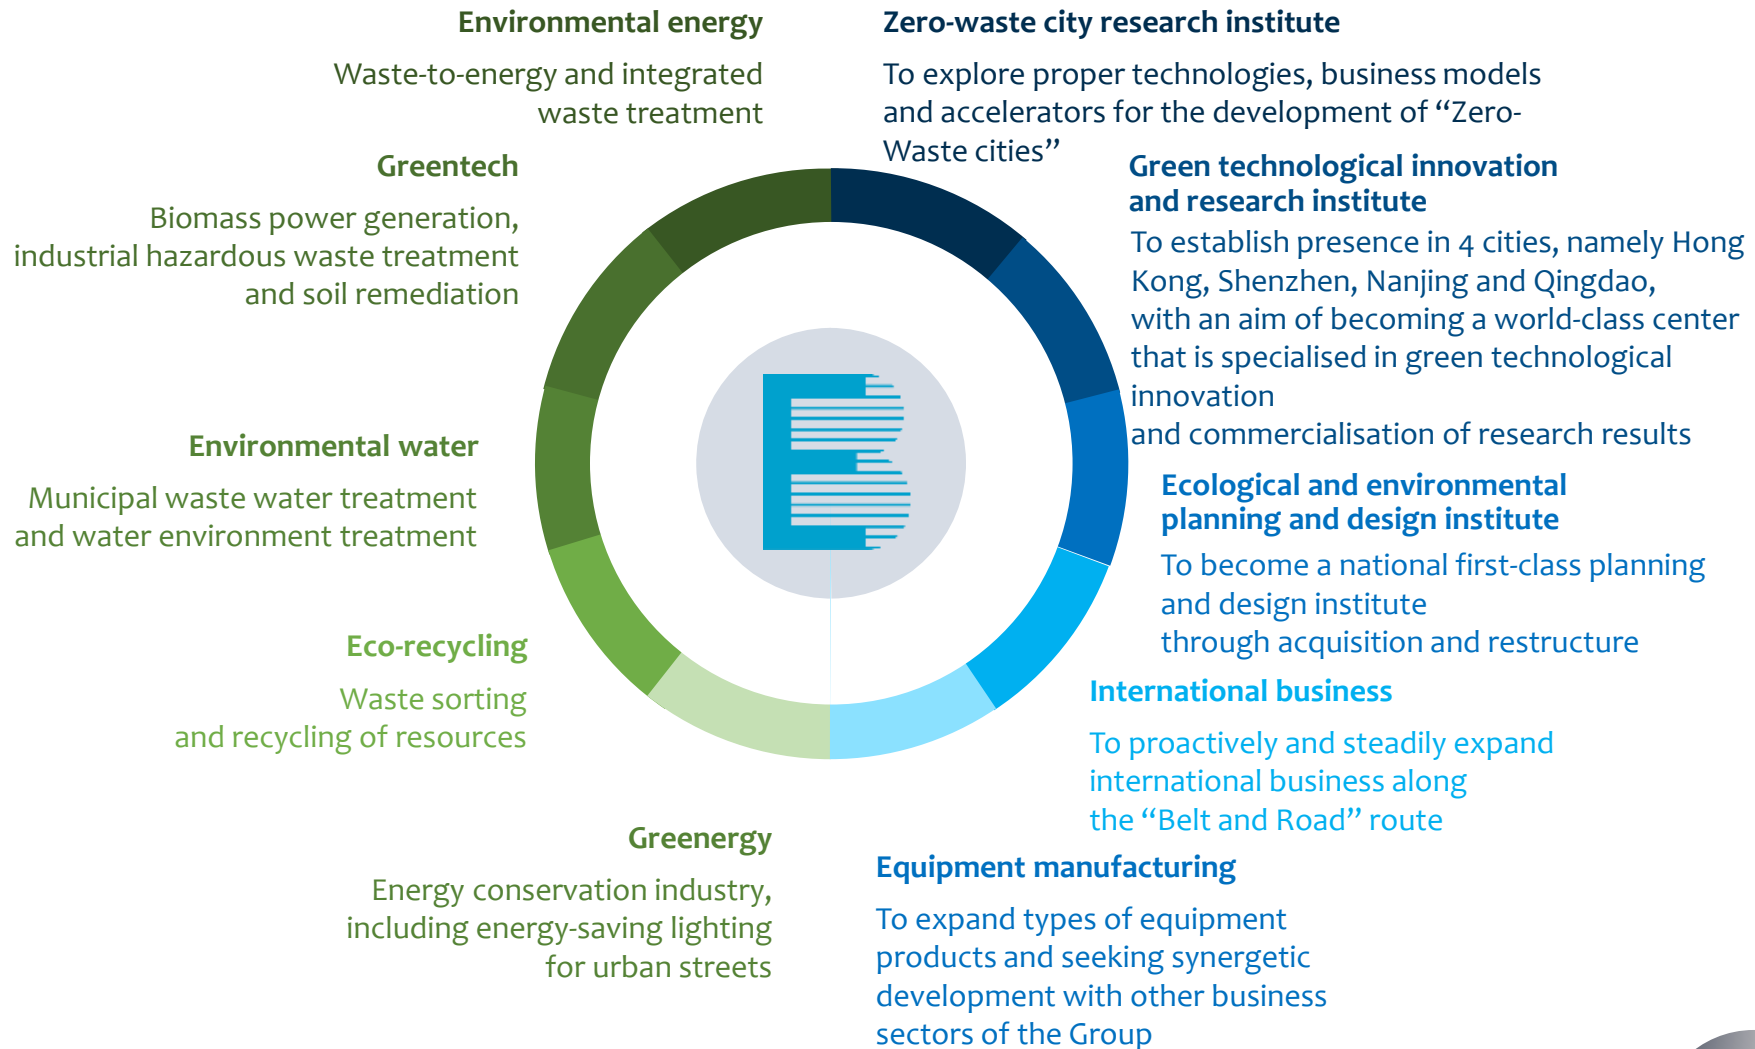 Environmental energy
Waste-to-energy and integrated
waste treatment
Greentech
Biomass power generation,
industrial hazardous waste treatment
and soil remediation
Environmental water
Municipal waste water treatment
and water environment treatment
Eco-recycling
Waste sorting
and recycling of resources
Greenergy
Energy conservation industry,
including energy-saving lighting
for urban streets
Zero-waste city research institute
To explore proper technologies, business models
and accelerators for the development of “Zero-
Waste cities”
Green technological innovation
and research institute
To establish presence in 4 cities, namely Hong
Kong, Shenzhen, Nanjing and Qingdao,
with an aim of becoming a world-class center
that is specialised in green technological
innovation
and commercialisation of research results
Ecological and environmental
planning and design institute
To become a national first-class planning
and design institute
through acquisition and restructure
International business
To proactively and steadily expand
international business along
the “Belt and Road” route
Equipment manufacturing
To expand types of equipment
products and seeking synergetic
development with other business
sectors of the Group